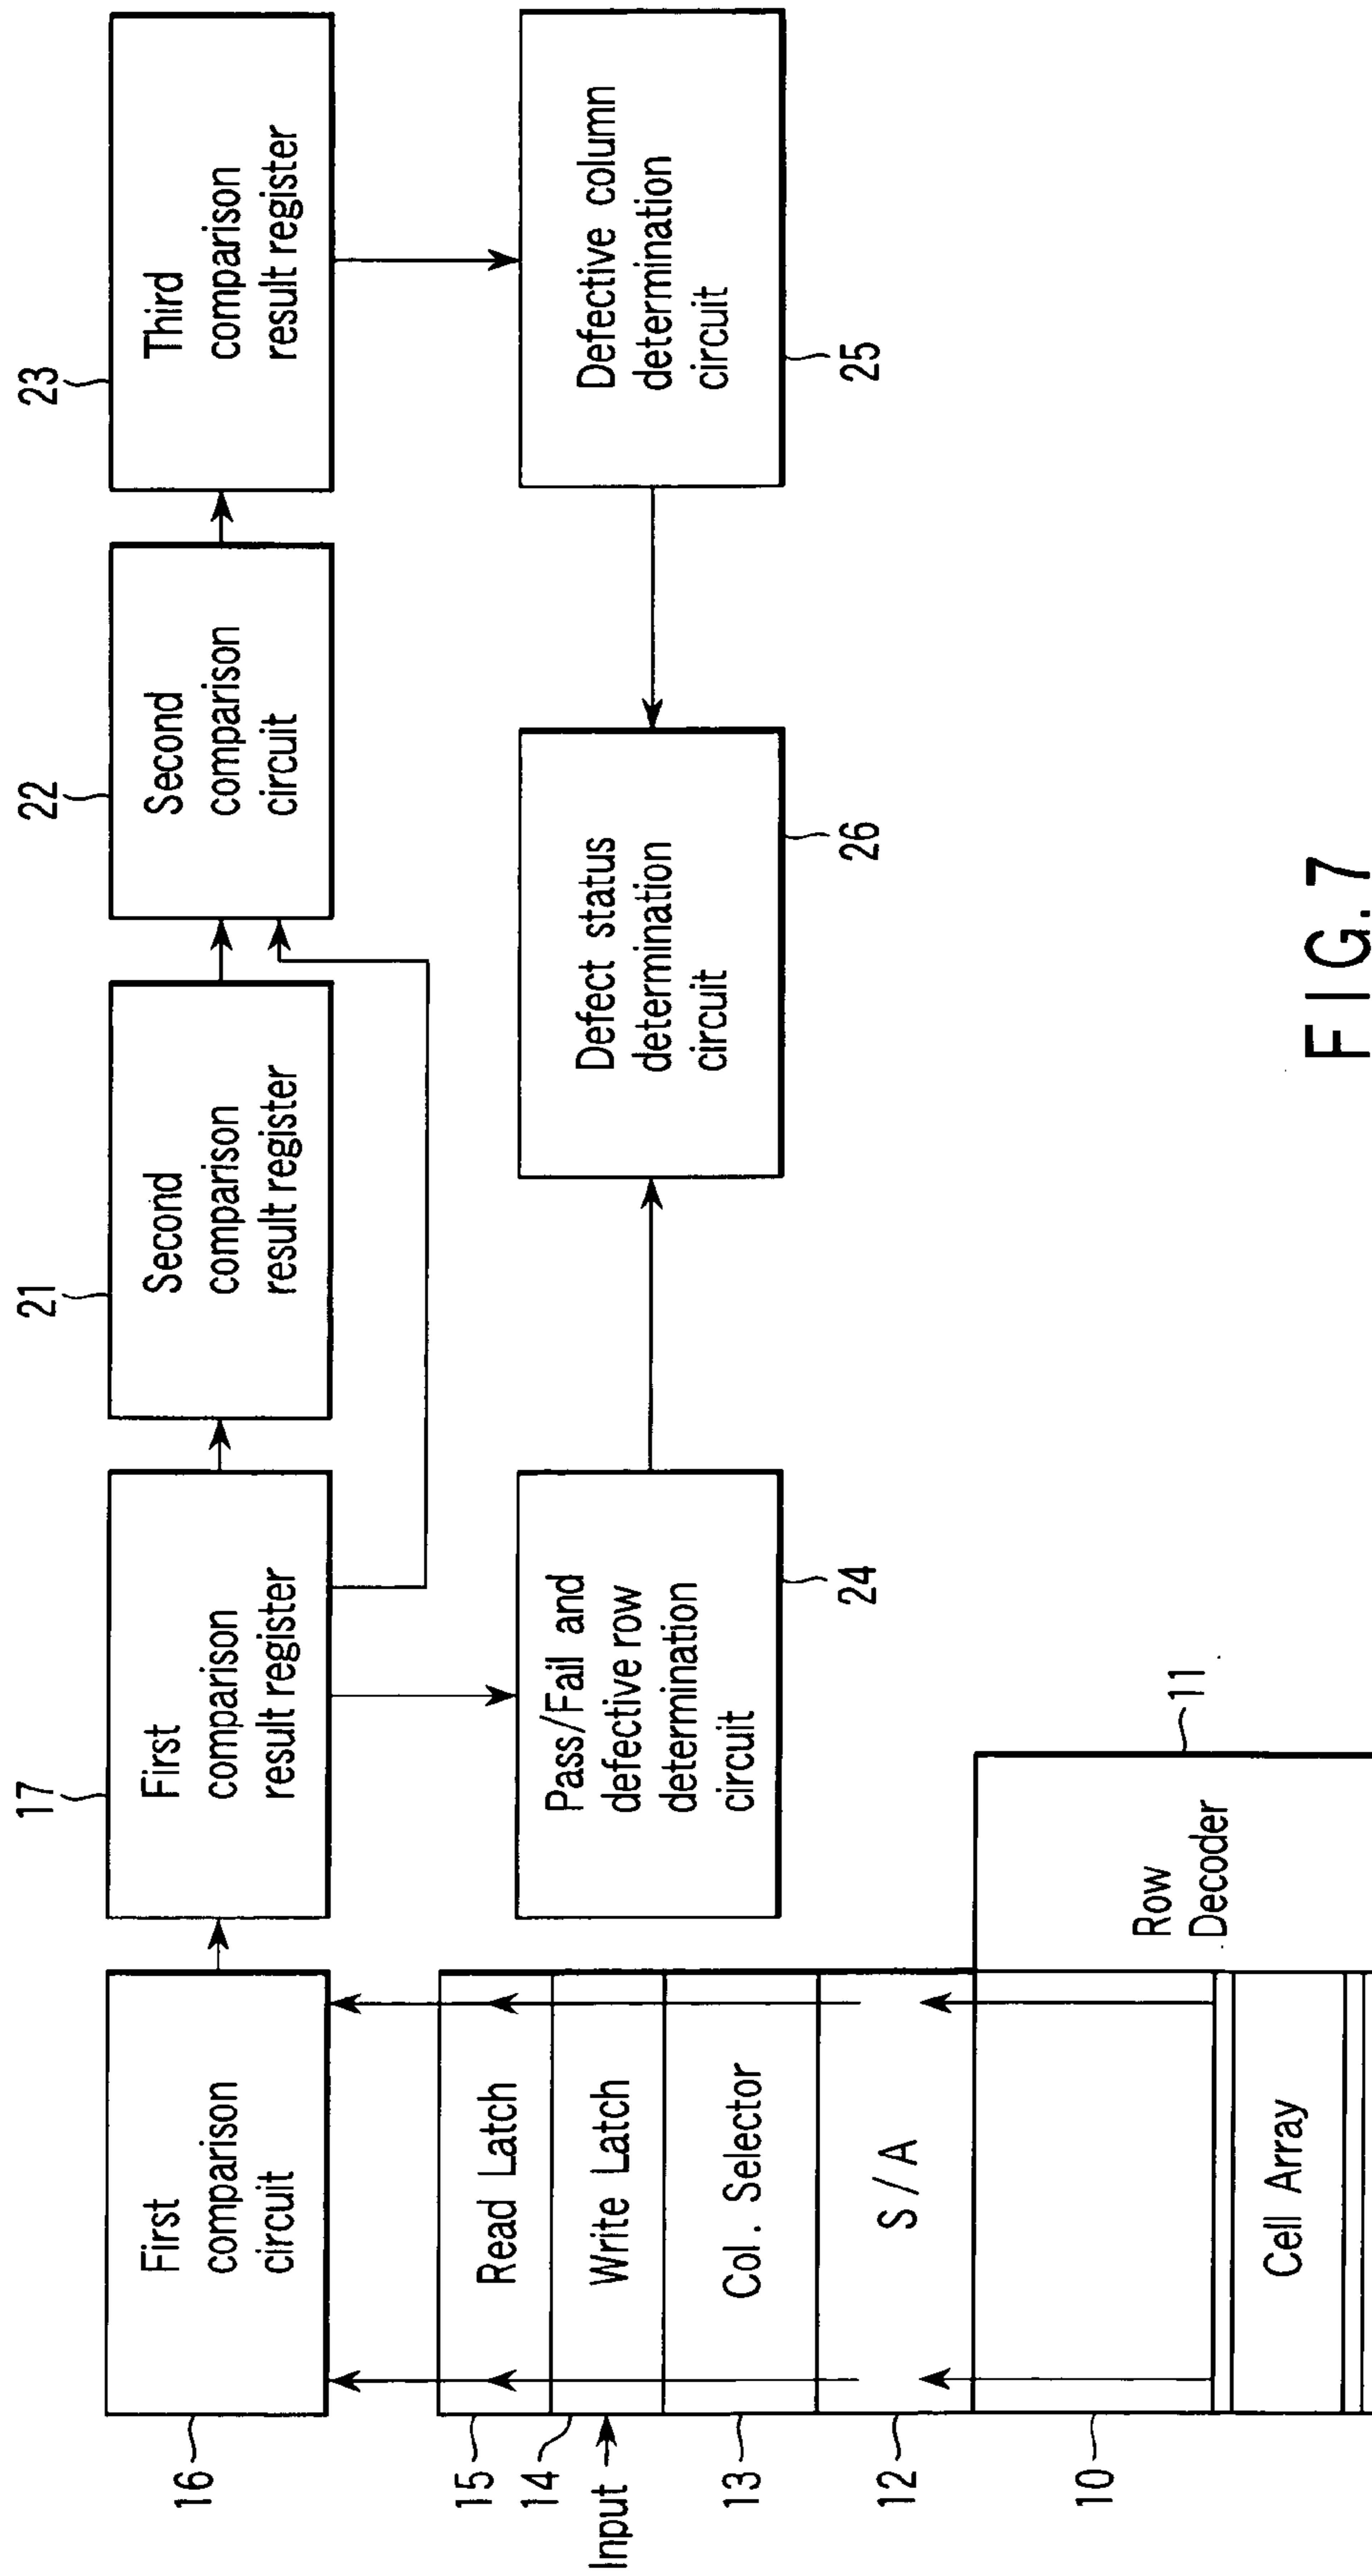 16
First
comparison
circuit
17
First
comparison
result register
21
Second
comparison
result register
22
Second
comparison
circuit
23
Third
comparison
result register
15
Read Latch
14
Write Latch
Input
13
Col. Selector
12
S/A
10
Cell Array
11
Row
Decoder
Pass/Fail and
defective row
determination
circuit
24
Defect status
determination
circuit
26
Defective column
determination
circuit
25
FIG. 7